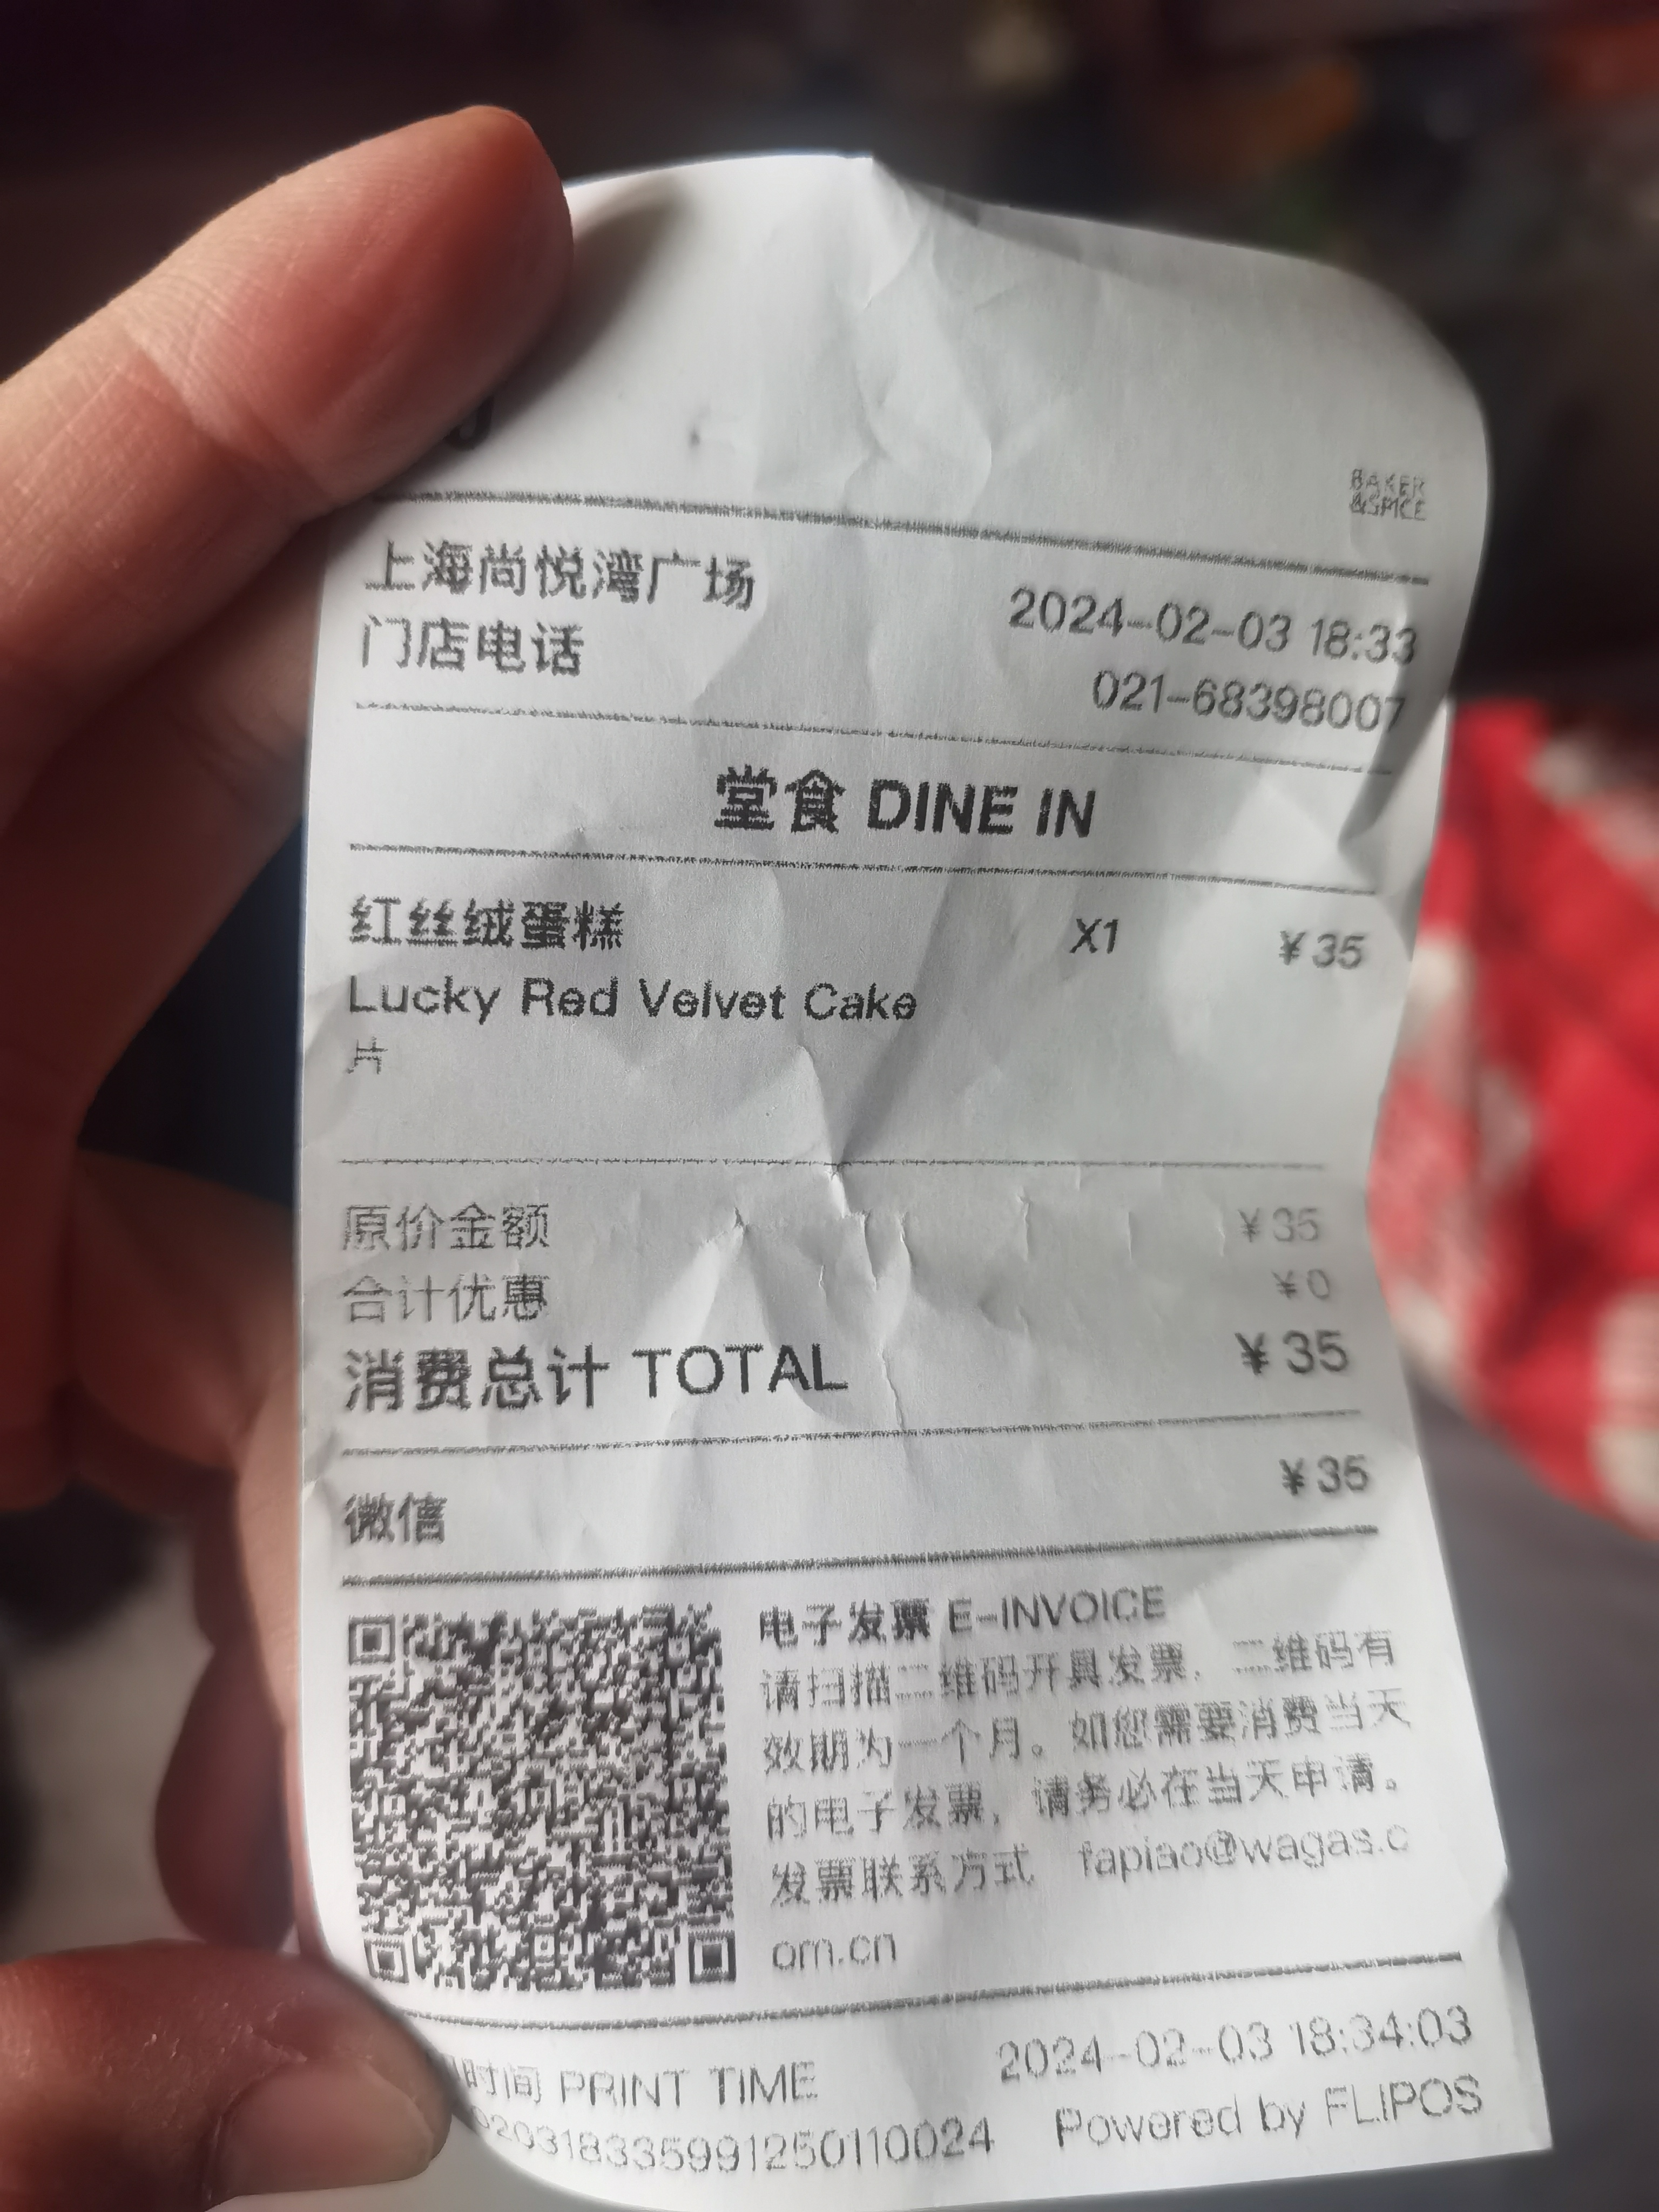 BAKER
&SPICE
上海尚悦湾广场 2024-02-03 18:33
门店电话 021-68398007
堂食 DINE IN
红丝绒蛋糕 X1 ¥35
Lucky Red Velvet Cake
片
原价金额 ¥35
合计优惠 ¥0
消费总计 TOTAL ¥35
微信 ¥35
电子发票 E-INVOICE
请扫描二维码开具发票，二维码有
效期为一个月。如您需要消费当天
的电子发票，请务必在当天申请。
发票联系方式 fapiao@wagas.c
om.cn
时间 PRINT TIME 2024-02-03 18:34:03
020318335991250110024 Powered by FLIPOS